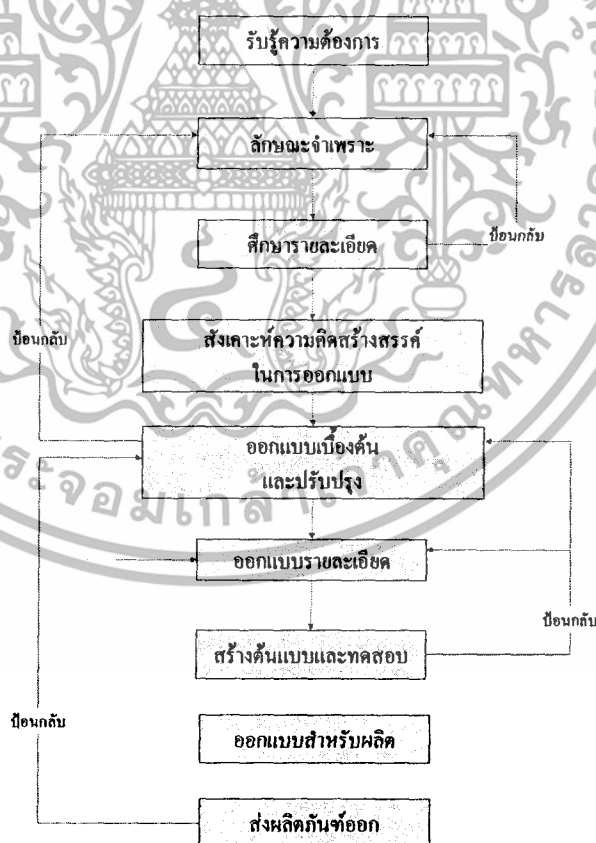 รับรู้ความต้องการ
ลักษณะจำเพราะ
ศึกษารายละเอียด
ป้อนกลับ
ป้อนกลับ
สังเคาะห์ความคิดสร้างสรรค์
ในการออกแบบ
ออกแบบเบื้องต้น
และปรับปรุง
ออกแบบรายละเอียด
ป้อนกลับ
สร้างต้นแบบและทดสอบ
ป้อนกลับ
ออกแบบสำหรับผลิต
ส่งผลิตภัณฑ์ออก